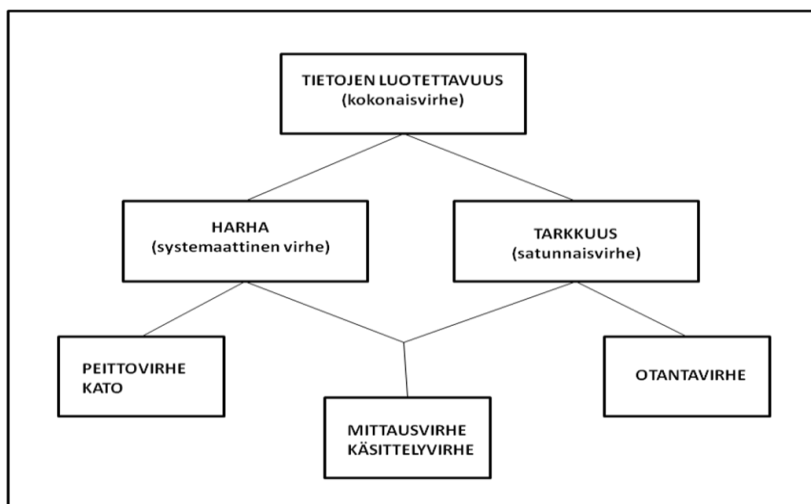 TIETOJEN LUOTETTAVUUS
(kokonaisvirhe)
HARHA
(systemaattinen virhe)
TARKKUUS
(satunnaisvirhe)
PEITTOVIRHE
KATO
MITTAUSVIRHE
KÄSITTELYVIRHE
OTANTAVIRHE